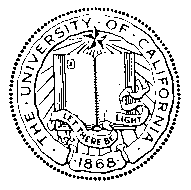 THE · UNIVERSITY · OF · CALIFORNIA ·
LET THERE BE
LIGHT
1868